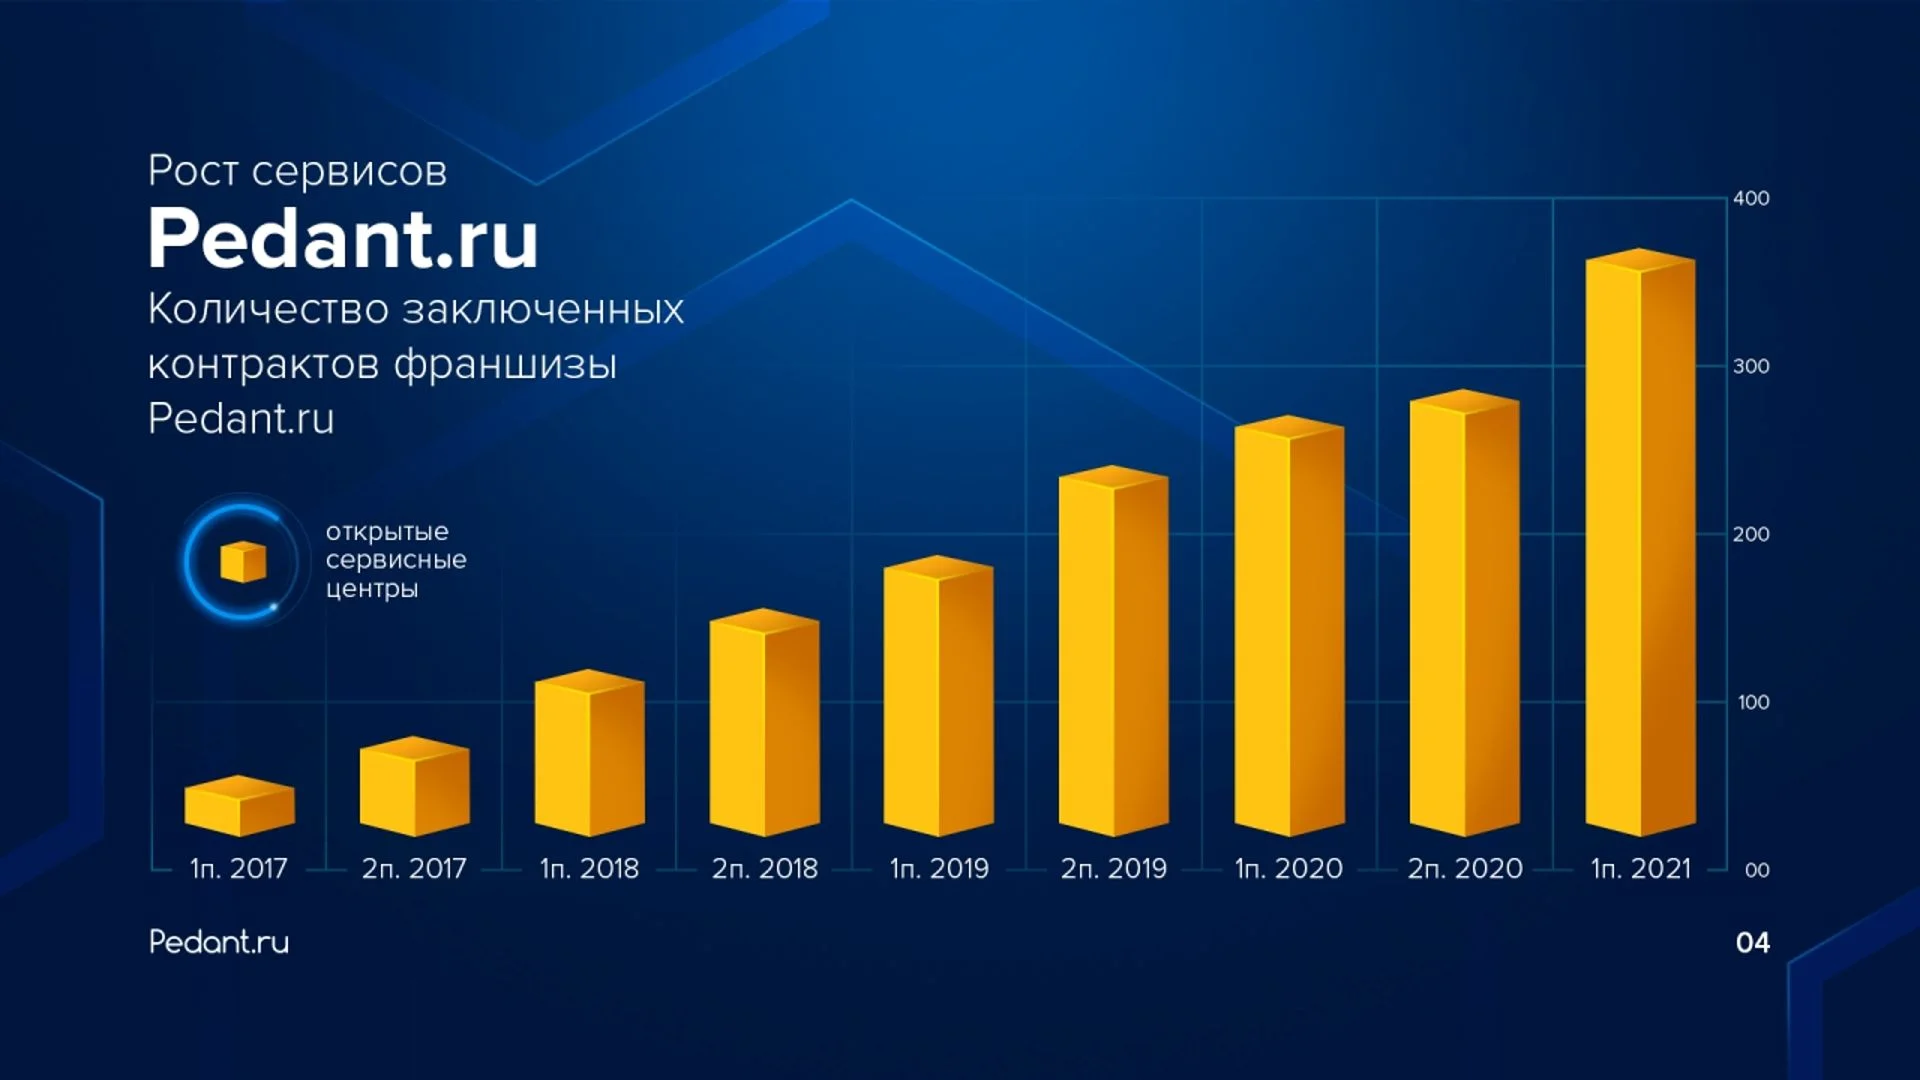 Рост сервисов
Pedant.ru
Количество заключенных
контрактов франшизы
Pedant.ru
открытые
сервисные
центры
400
300
200
100
00
1п. 2017
2п. 2017
1п. 2018
2п. 2018
1п. 2019
2п. 2019
1п. 2020
2п. 2020
1п. 2021
Pedant.ru
04